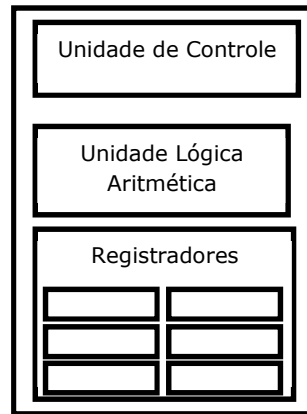 Unidade de Controle
Unidade Lógica
Aritmética
Registradores